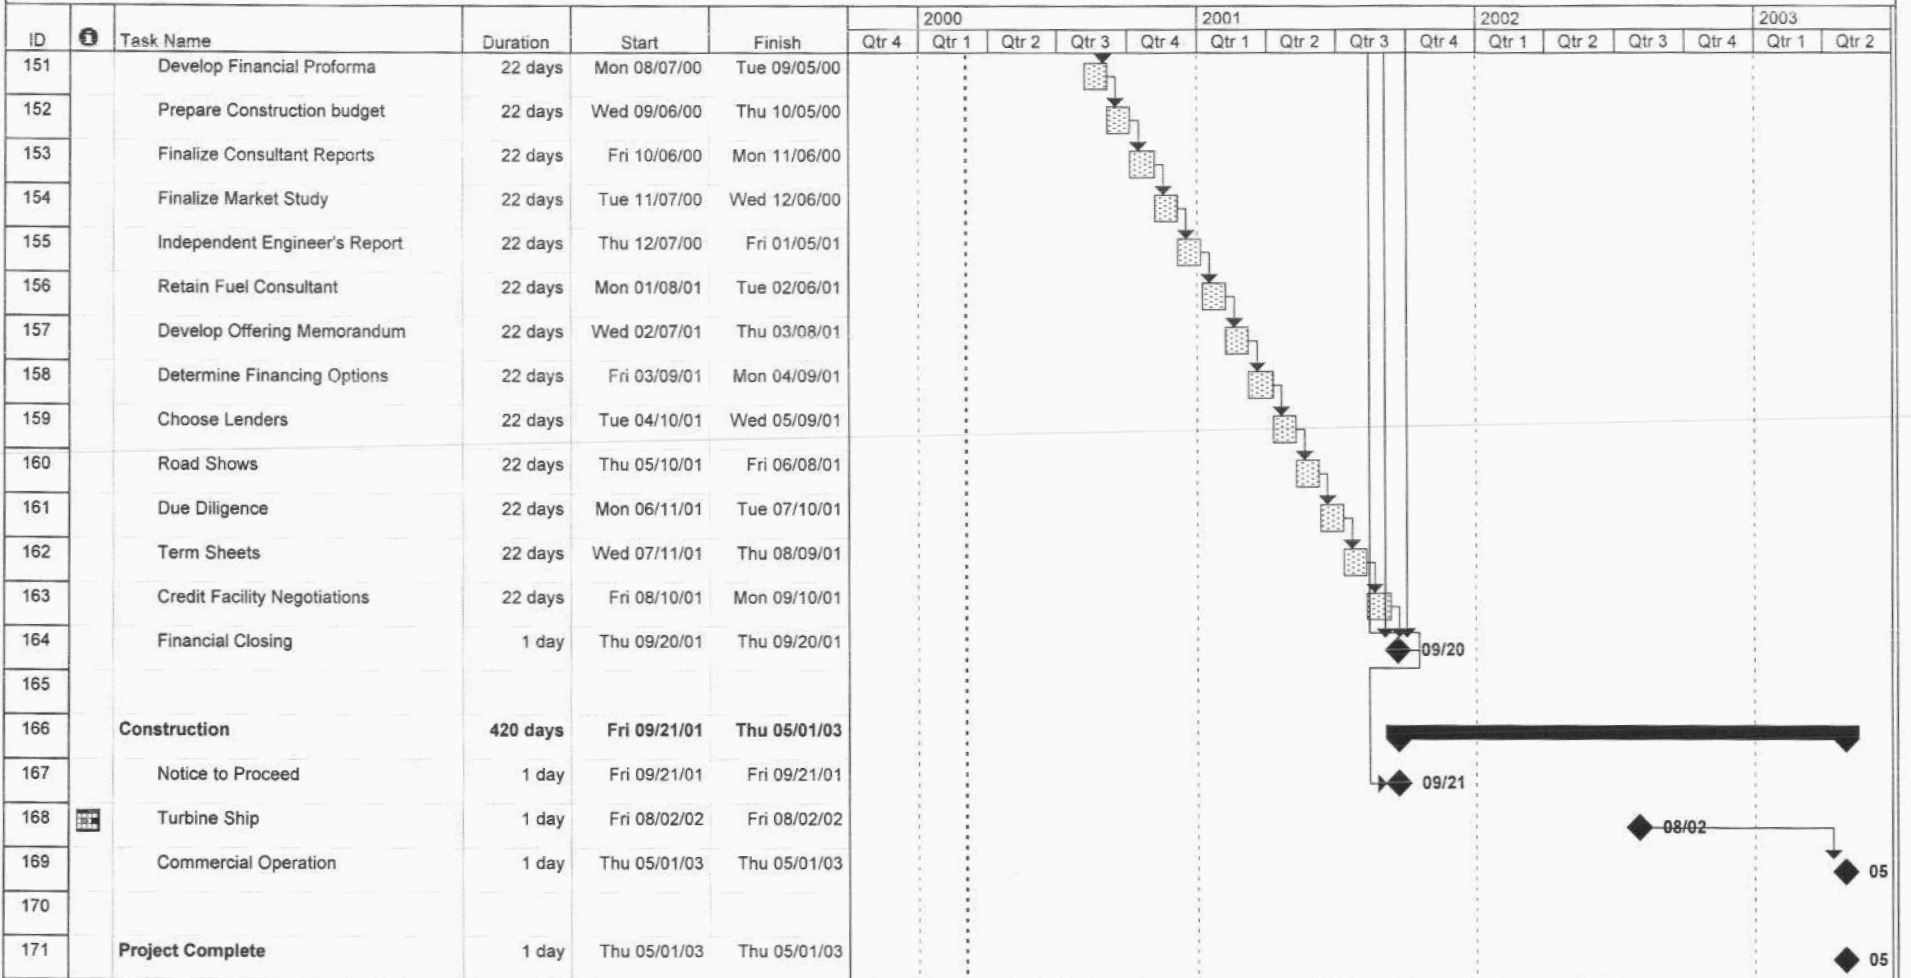 2000 2001 2002 2003
ID Task Name Duration Start Finish Qtr 4 Qtr 1 Qtr 2 Qtr 3 Qtr 4 Qtr 1 Qtr 2 Qtr 3 Qtr 4 Qtr 1 Qtr 2 Qtr 3 Qtr 4 Qtr 1 Qtr 2
151 Develop Financial Proforma 22 days Mon 08/07/00 Tue 09/05/00
152 Prepare Construction budget 22 days Wed 09/06/00 Thu 10/05/00
153 Finalize Consultant Reports 22 days Fri 10/06/00 Mon 11/06/00
154 Finalize Market Study 22 days Tue 11/07/00 Wed 12/06/00
155 Independent Engineer's Report 22 days Thu 12/07/00 Fri 01/05/01
156 Retain Fuel Consultant 22 days Mon 01/08/01 Tue 02/06/01
157 Develop Offering Memorandum 22 days Wed 02/07/01 Thu 03/08/01
158 Determine Financing Options 22 days Fri 03/09/01 Mon 04/09/01
159 Choose Lenders 22 days Tue 04/10/01 Wed 05/09/01
160 Road Shows 22 days Thu 05/10/01 Fri 06/08/01
161 Due Diligence 22 days Mon 06/11/01 Tue 07/10/01
162 Term Sheets 22 days Wed 07/11/01 Thu 08/09/01
163 Credit Facility Negotiations 22 days Fri 08/10/01 Mon 09/10/01
164 Financial Closing 1 day Thu 09/20/01 Thu 09/20/01 09/20
165
166 Construction 420 days Fri 09/21/01 Thu 05/01/03
167 Notice to Proceed 1 day Fri 09/21/01 Fri 09/21/01 09/21
168 Turbine Ship 1 day Fri 08/02/02 Fri 08/02/02 08/02
169 Commercial Operation 1 day Thu 05/01/03 Thu 05/01/03 05
170
171 Project Complete 1 day Thu 05/01/03 Thu 05/01/03 05